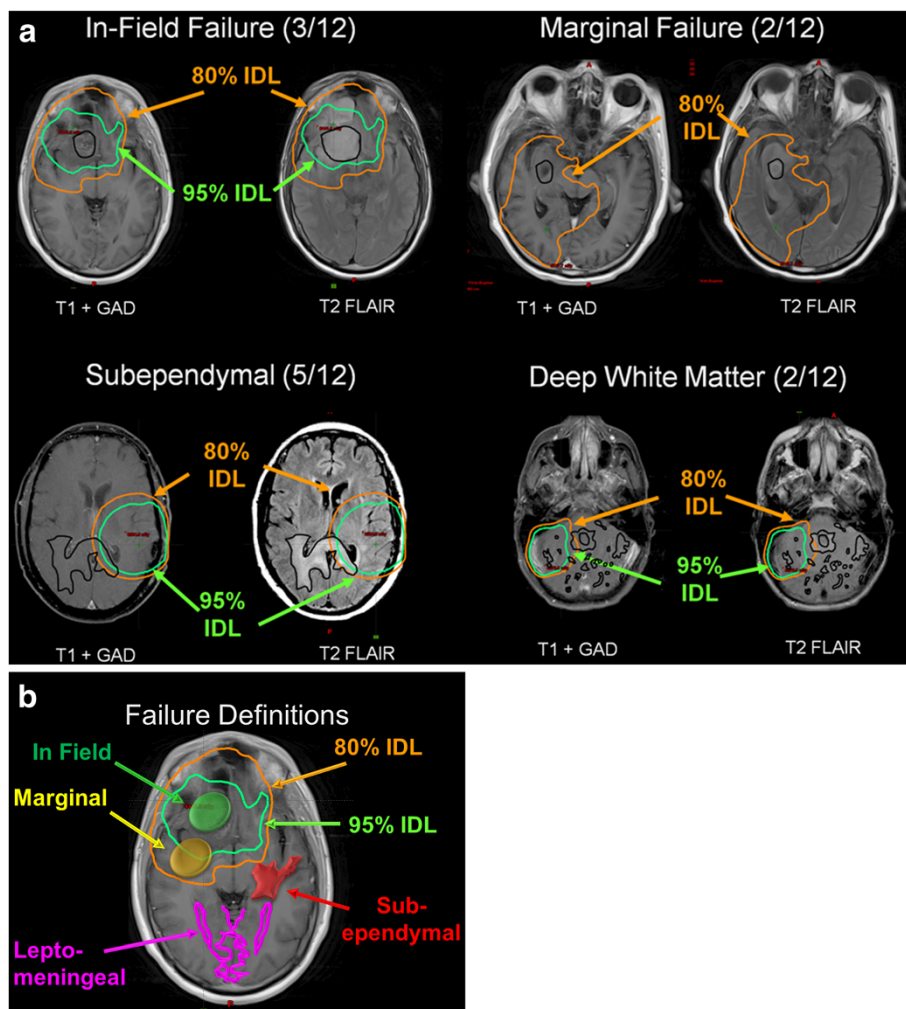 a
In-Field Failure (3/12)
Marginal Failure (2/12)
80% IDL
80%
IDL
95% IDL
T1 + GAD
T2 FLAIR
T1 + GAD
T2 FLAIR
Subependymal (5/12)
Deep White Matter (2/12)
80%
IDL
80%
IDL
95%
IDL
95%
IDL
T1 + GAD
T2 FLAIR
T1 + GAD
T2 FLAIR
b
Failure Definitions
In Field
80% IDL
Marginal
95% IDL
Sub-
ependymal
Lepto-
meningeal